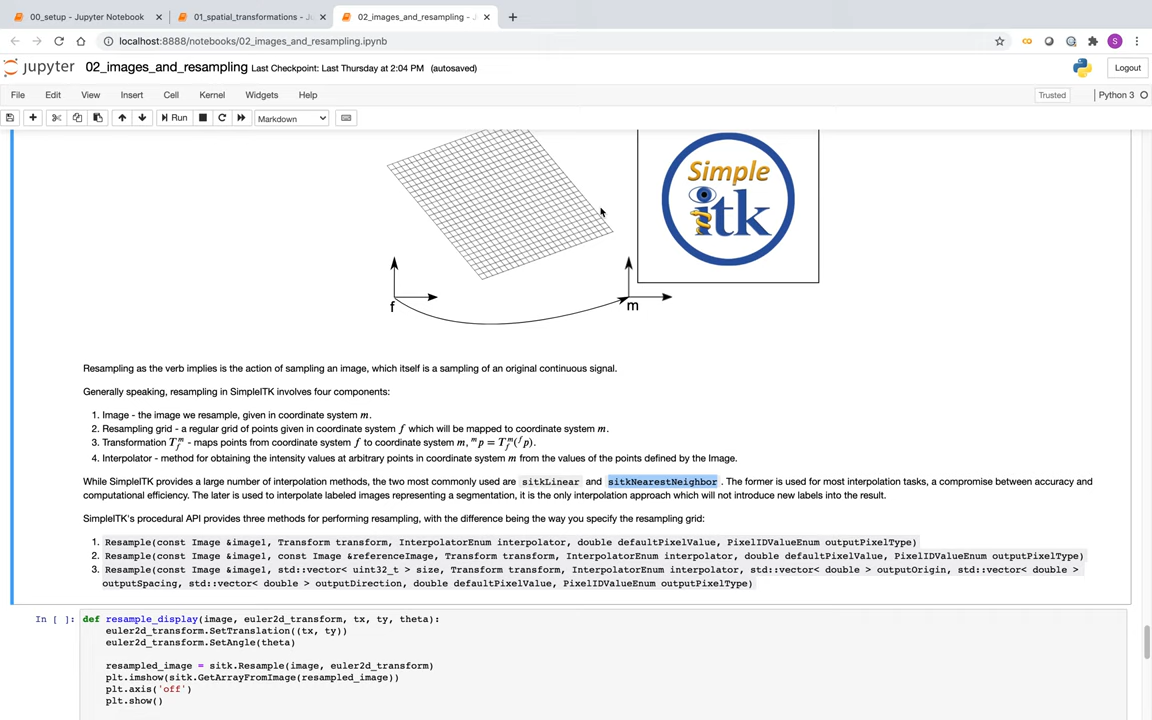 00_setup - Jupyter Notebook
01_spatial_transformations - Ju
02_images_and_resampling - J
localhost:8888/notebooks/02_images_and_resampling.ipynb
S
jupyter 02_images_and_resampling Last Checkpoint: Last Thursday at 2:04 PM (autosaved)
Logout
File Edit View Insert Cell Kernel Widgets Help
Trusted Python 3
Run Markdown
Simple
itk
f
m
Resampling as the verb implies is the action of sampling an image, which itself is a sampling of an original continuous signal.
Generally speaking, resampling in SimpleITK involves four components:
1. Image - the image we resample, given in coordinate system m.
2. Resampling grid - a regular grid of points given in coordinate system f which will be mapped to coordinate system m.
3. Transformation T_f^m - maps points from coordinate system f to coordinate system m, ^m p = T_f^m(^f p).
4. Interpolator - method for obtaining the intensity values at arbitrary points in coordinate system m from the values of the points defined by the Image.
While SimpleITK provides a large number of interpolation methods, the two most commonly used are sitkLinear and sitkNearestNeighbor . The former is used for most interpolation tasks, a compromise between accuracy and
computational efficiency. The later is used to interpolate labeled images representing a segmentation, it is the only interpolation approach which will not introduce new labels into the result.
SimpleITK's procedural API provides three methods for performing resampling, with the difference being the way you specify the resampling grid:
1. Resample(const Image &image1, Transform transform, InterpolatorEnum interpolator, double defaultPixelValue, PixelIDValueEnum outputPixelType)
2. Resample(const Image &image1, const Image &referenceImage, Transform transform, InterpolatorEnum interpolator, double defaultPixelValue, PixelIDValueEnum outputPixelType)
3. Resample(const Image &image1, std::vector< uint32_t > size, Transform transform, InterpolatorEnum interpolator, std::vector< double > outputOrigin, std::vector< double >
outputSpacing, std::vector< double > outputDirection, double defaultPixelValue, PixelIDValueEnum outputPixelType)
In [ ]: def resample_display(image, euler2d_transform, tx, ty, theta):
euler2d_transform.SetTranslation((tx, ty))
euler2d_transform.SetAngle(theta)
resampled_image = sitk.Resample(image, euler2d_transform)
plt.imshow(sitk.GetArrayFromImage(resampled_image))
plt.axis('off')
plt.show()